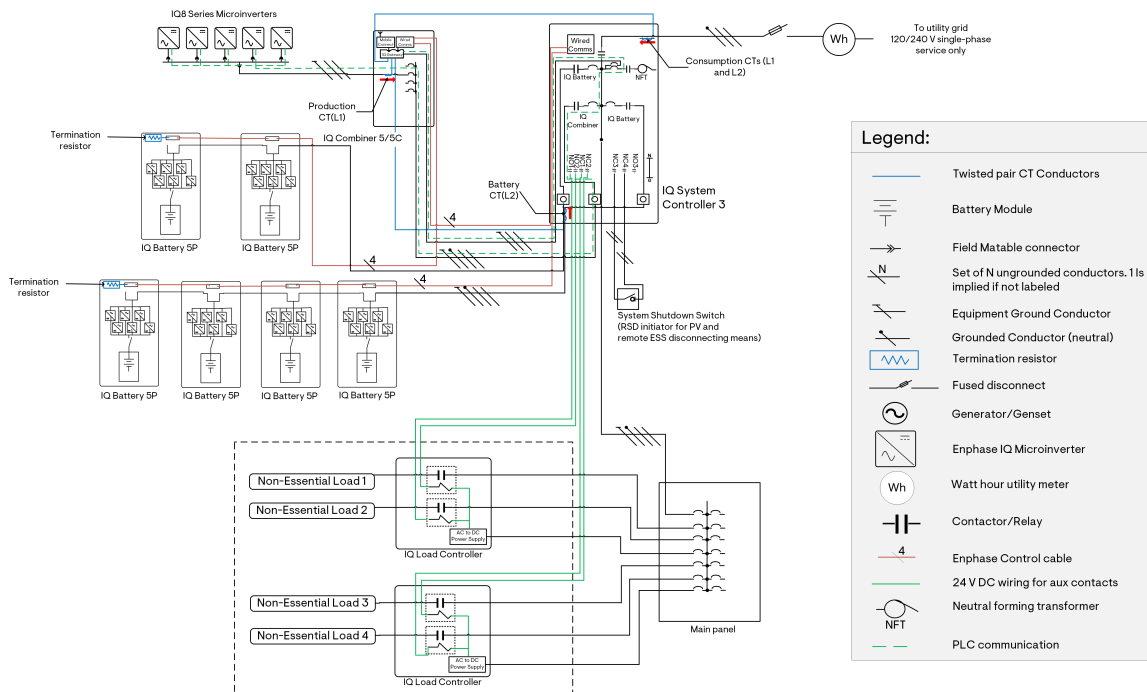 IQ8 Series Microinverters
Mobile
Connect
Wired
Comms
IQ Gateway
Production
CT(L1)
IQ Combiner 5/5C
Wired
Comms
IQ Battery
NFT
IQ
Combiner
IQ Battery
NO1
NO2
NC1
NC2
NC3
NC4
NO3
Consumption CTs (L1
and L2)
Wh
To utility grid
120/240 V single-phase
service only
Termination
resistor
IQ Battery 5P
IQ Battery 5P
Battery
CT(L2)
IQ System
Controller 3
4
4
4
Termination
resistor
IQ Battery 5P
IQ Battery 5P
IQ Battery 5P
IQ Battery 5P
System Shutdown Switch
(RSD initiator for PV and
remote ESS disconnecting means)
Non-Essential Load 1
Non-Essential Load 2
AC to DC
Power Supply
IQ Load Controller
Non-Essential Load 3
Non-Essential Load 4
AC to DC
Power Supply
IQ Load Controller
Main panel
Legend:
Twisted pair CT Conductors
Battery Module
Field Matable connector
N
Set of N ungrounded conductors. 1 Is
implied if not labeled
Equipment Ground Conductor
Grounded Conductor (neutral)
Termination resistor
Fused disconnect
Generator/Genset
Enphase IQ Microinverter
Wh
Watt hour utility meter
Contactor/Relay
4
Enphase Control cable
24 V DC wiring for aux contacts
NFT
Neutral forming transformer
PLC communication